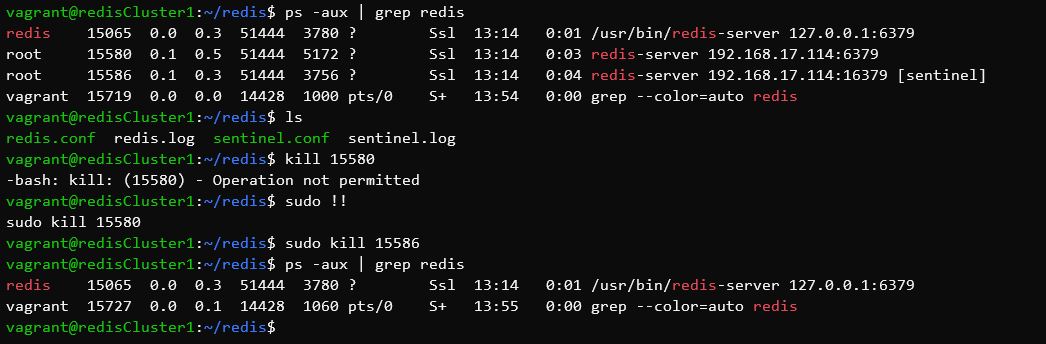 vagrant@redisCluster1:~/redis$ ps -aux | grep redis
redis    15065  0.0  0.3  51444  3780 ?        Ssl  13:14   0:01 /usr/bin/redis-server 127.0.0.1:6379
root     15580  0.1  0.5  51444  5172 ?        Ssl  13:14   0:03 redis-server 192.168.17.114:6379
root     15586  0.1  0.3  51444  3756 ?        Ssl  13:14   0:04 redis-server 192.168.17.114:16379 [sentinel]
vagrant  15719  0.0  0.0  14428  1000 pts/0    S+   13:54   0:00 grep --color=auto redis
vagrant@redisCluster1:~/redis$ ls
redis.conf  redis.log  sentinel.conf  sentinel.log
vagrant@redisCluster1:~/redis$ kill 15580
-bash: kill: (15580) - Operation not permitted
vagrant@redisCluster1:~/redis$ sudo !!
sudo kill 15580
vagrant@redisCluster1:~/redis$ sudo kill 15586
vagrant@redisCluster1:~/redis$ ps -aux | grep redis
redis    15065  0.0  0.3  51444  3780 ?        Ssl  13:14   0:01 /usr/bin/redis-server 127.0.0.1:6379
vagrant  15727  0.0  0.1  14428  1060 pts/0    S+   13:55   0:00 grep --color=auto redis
vagrant@redisCluster1:~/redis$